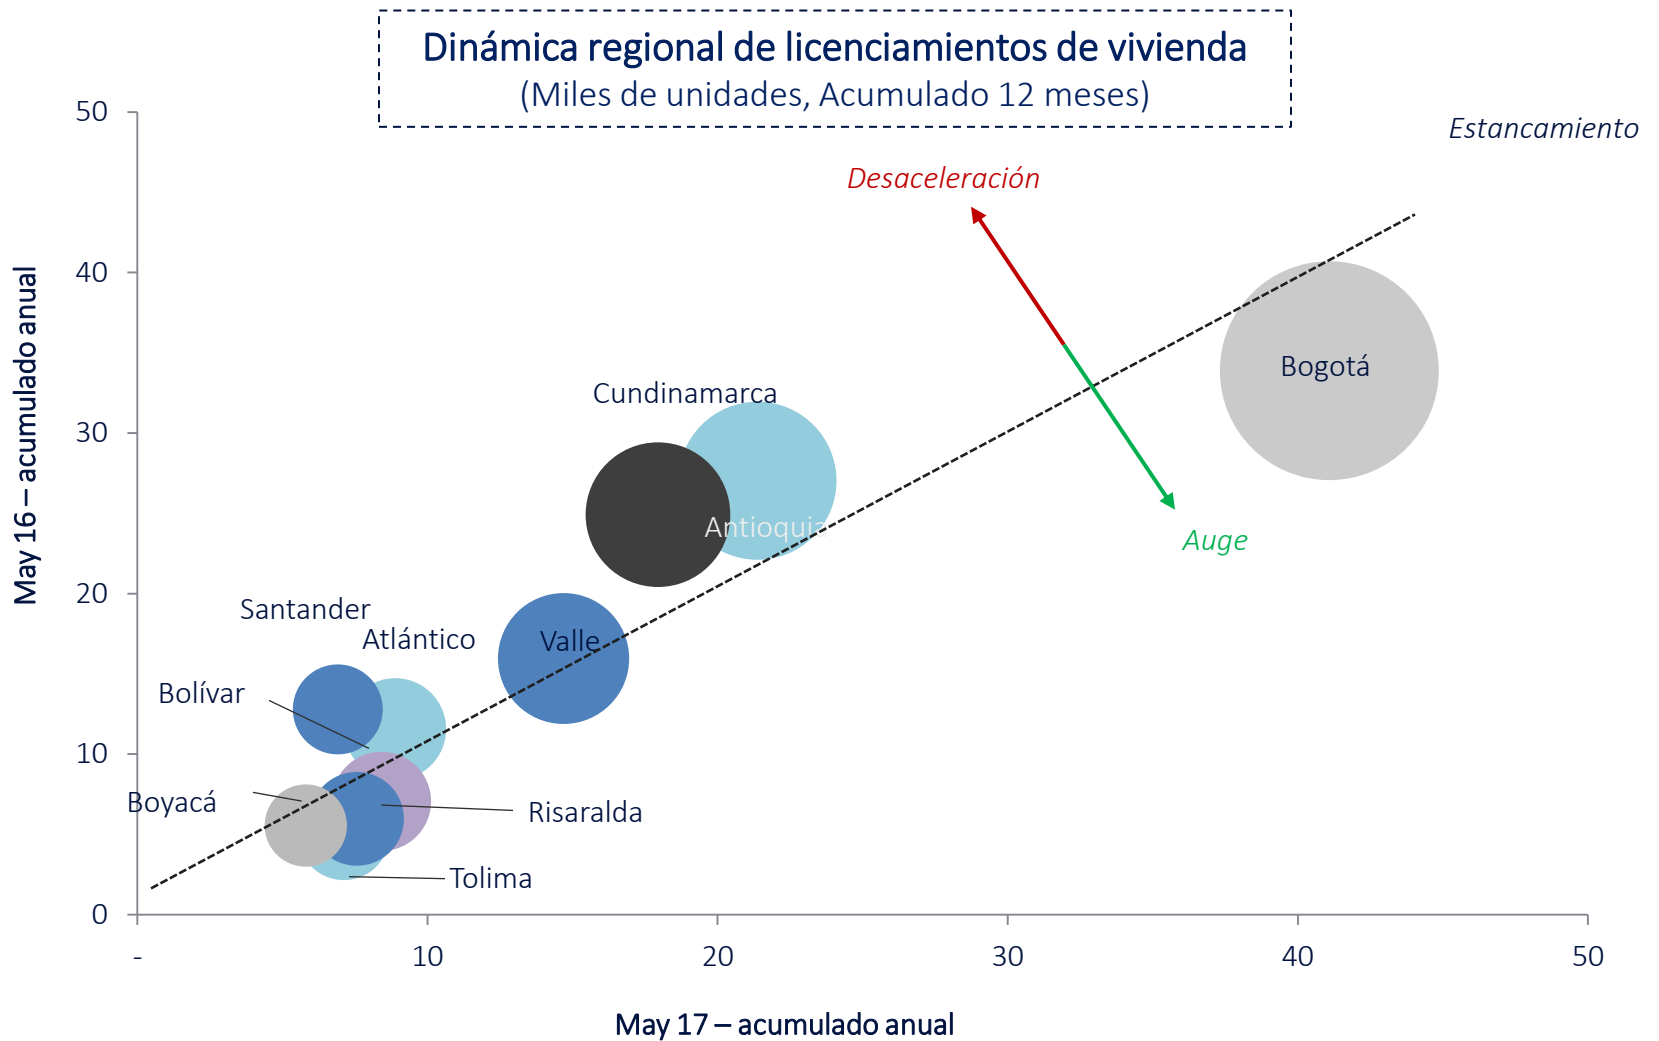 Dinámica regional de licenciamientos de vivienda
(Miles de unidades, Acumulado 12 meses)
50
Estancamiento
Desaceleración
40
Bogotá
Cundinamarca
30
Antioquia
Auge
20
Santander
Atlántico
Valle
Bolívar
10
Boyacá
Risaralda
Tolima
0
-
10
20
30
40
50
May 16 – acumulado anual
May 17 – acumulado anual